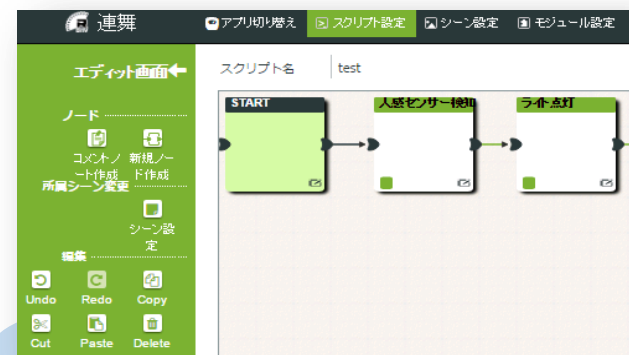 連舞
アプリ切り替え
スクリプト設定
シーン設定
モジュール設定
エディット画面
スクリプト名
test
START
人感センサー検知
ライト点灯
ノード
コメントノ
ート作成
新規ノー
ド作成
所属シーン変更
シーン設
定
編集
Undo
Redo
Copy
Cut
Paste
Delete